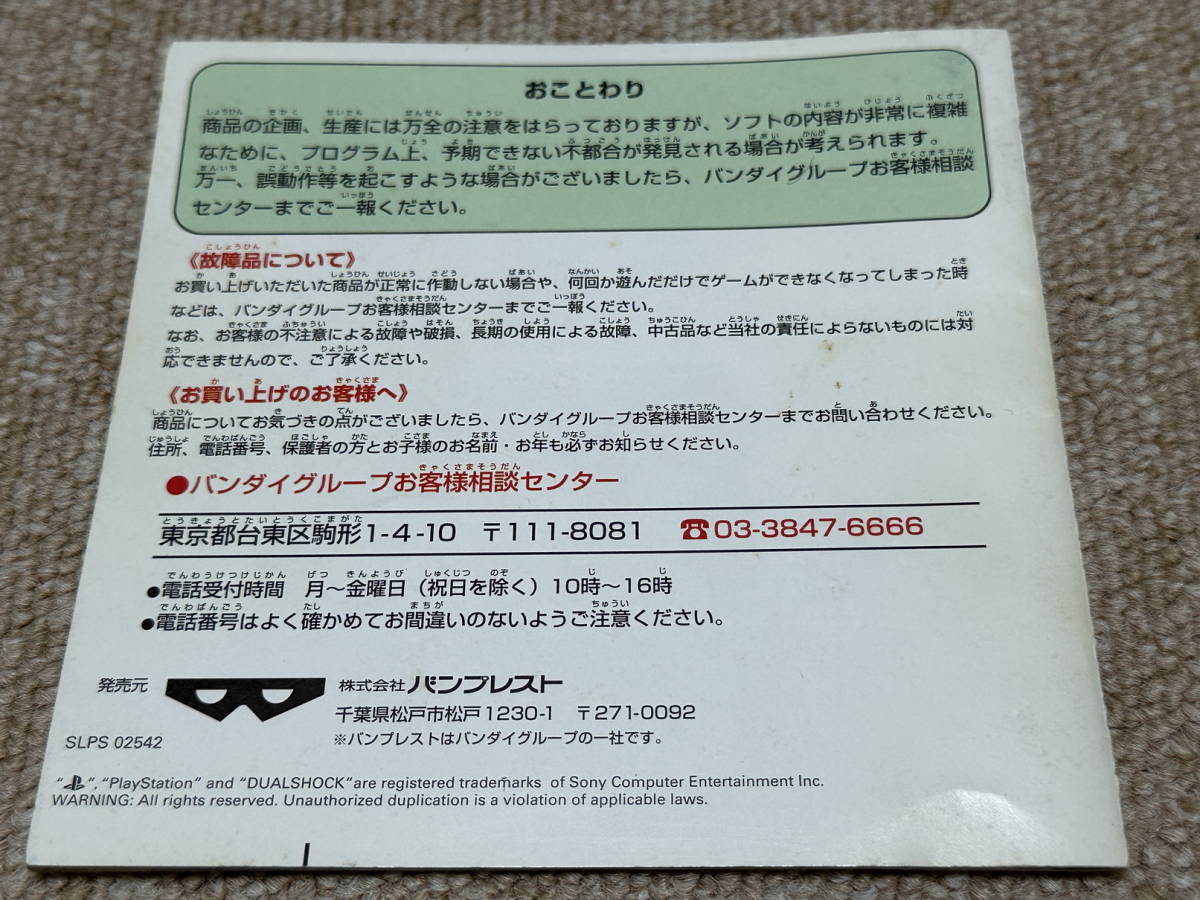 おことわり
商品の企画、生産には万全の注意をはらっておりますが、ソフトの内容が非常に複雑
なために、プログラム上、予期できない不都合が発見される場合が考えられます。
万一、誤動作等を起こすような場合がございましたら、バンダイグループお客様相談
センターまでご一報ください。
《故障品について》
お買い上げいただいた商品が正常に作動しない場合や、何回か遊んだだけでゲームができなくなってしまった時
などは、バンダイグループお客様相談センターまでご一報ください。
なお、お客様の不注意による故障や破損、長期の使用による故障、中古品など当社の責任によらないものには対
応できませんので、ご了承ください。
《お買い上げのお客様へ》
商品についてお気づきの点がございましたら、バンダイグループお客様相談センターまでお問い合わせください。
住所、電話番号、保護者の方とお子様のお名前・お年も必ずお知らせください。
●バンダイグループお客様相談センター
東京都台東区駒形1-4-10 〒111-8081 ☎03-3847-6666
●電話受付時間 月～金曜日（祝日を除く）10時～16時
●電話番号はよく確かめてお間違いのないようご注意ください。
発売元 株式会社 バンプレスト
千葉県松戸市松戸1230-1 〒271-0092
SLPS 02542 ※バンプレストはバンダイグループの一社です。
" ", "PlayStation" and "DUALSHOCK" are registered trademarks of Sony Computer Entertainment Inc.
WARNING: All rights reserved. Unauthorized duplication is a violation of applicable laws.